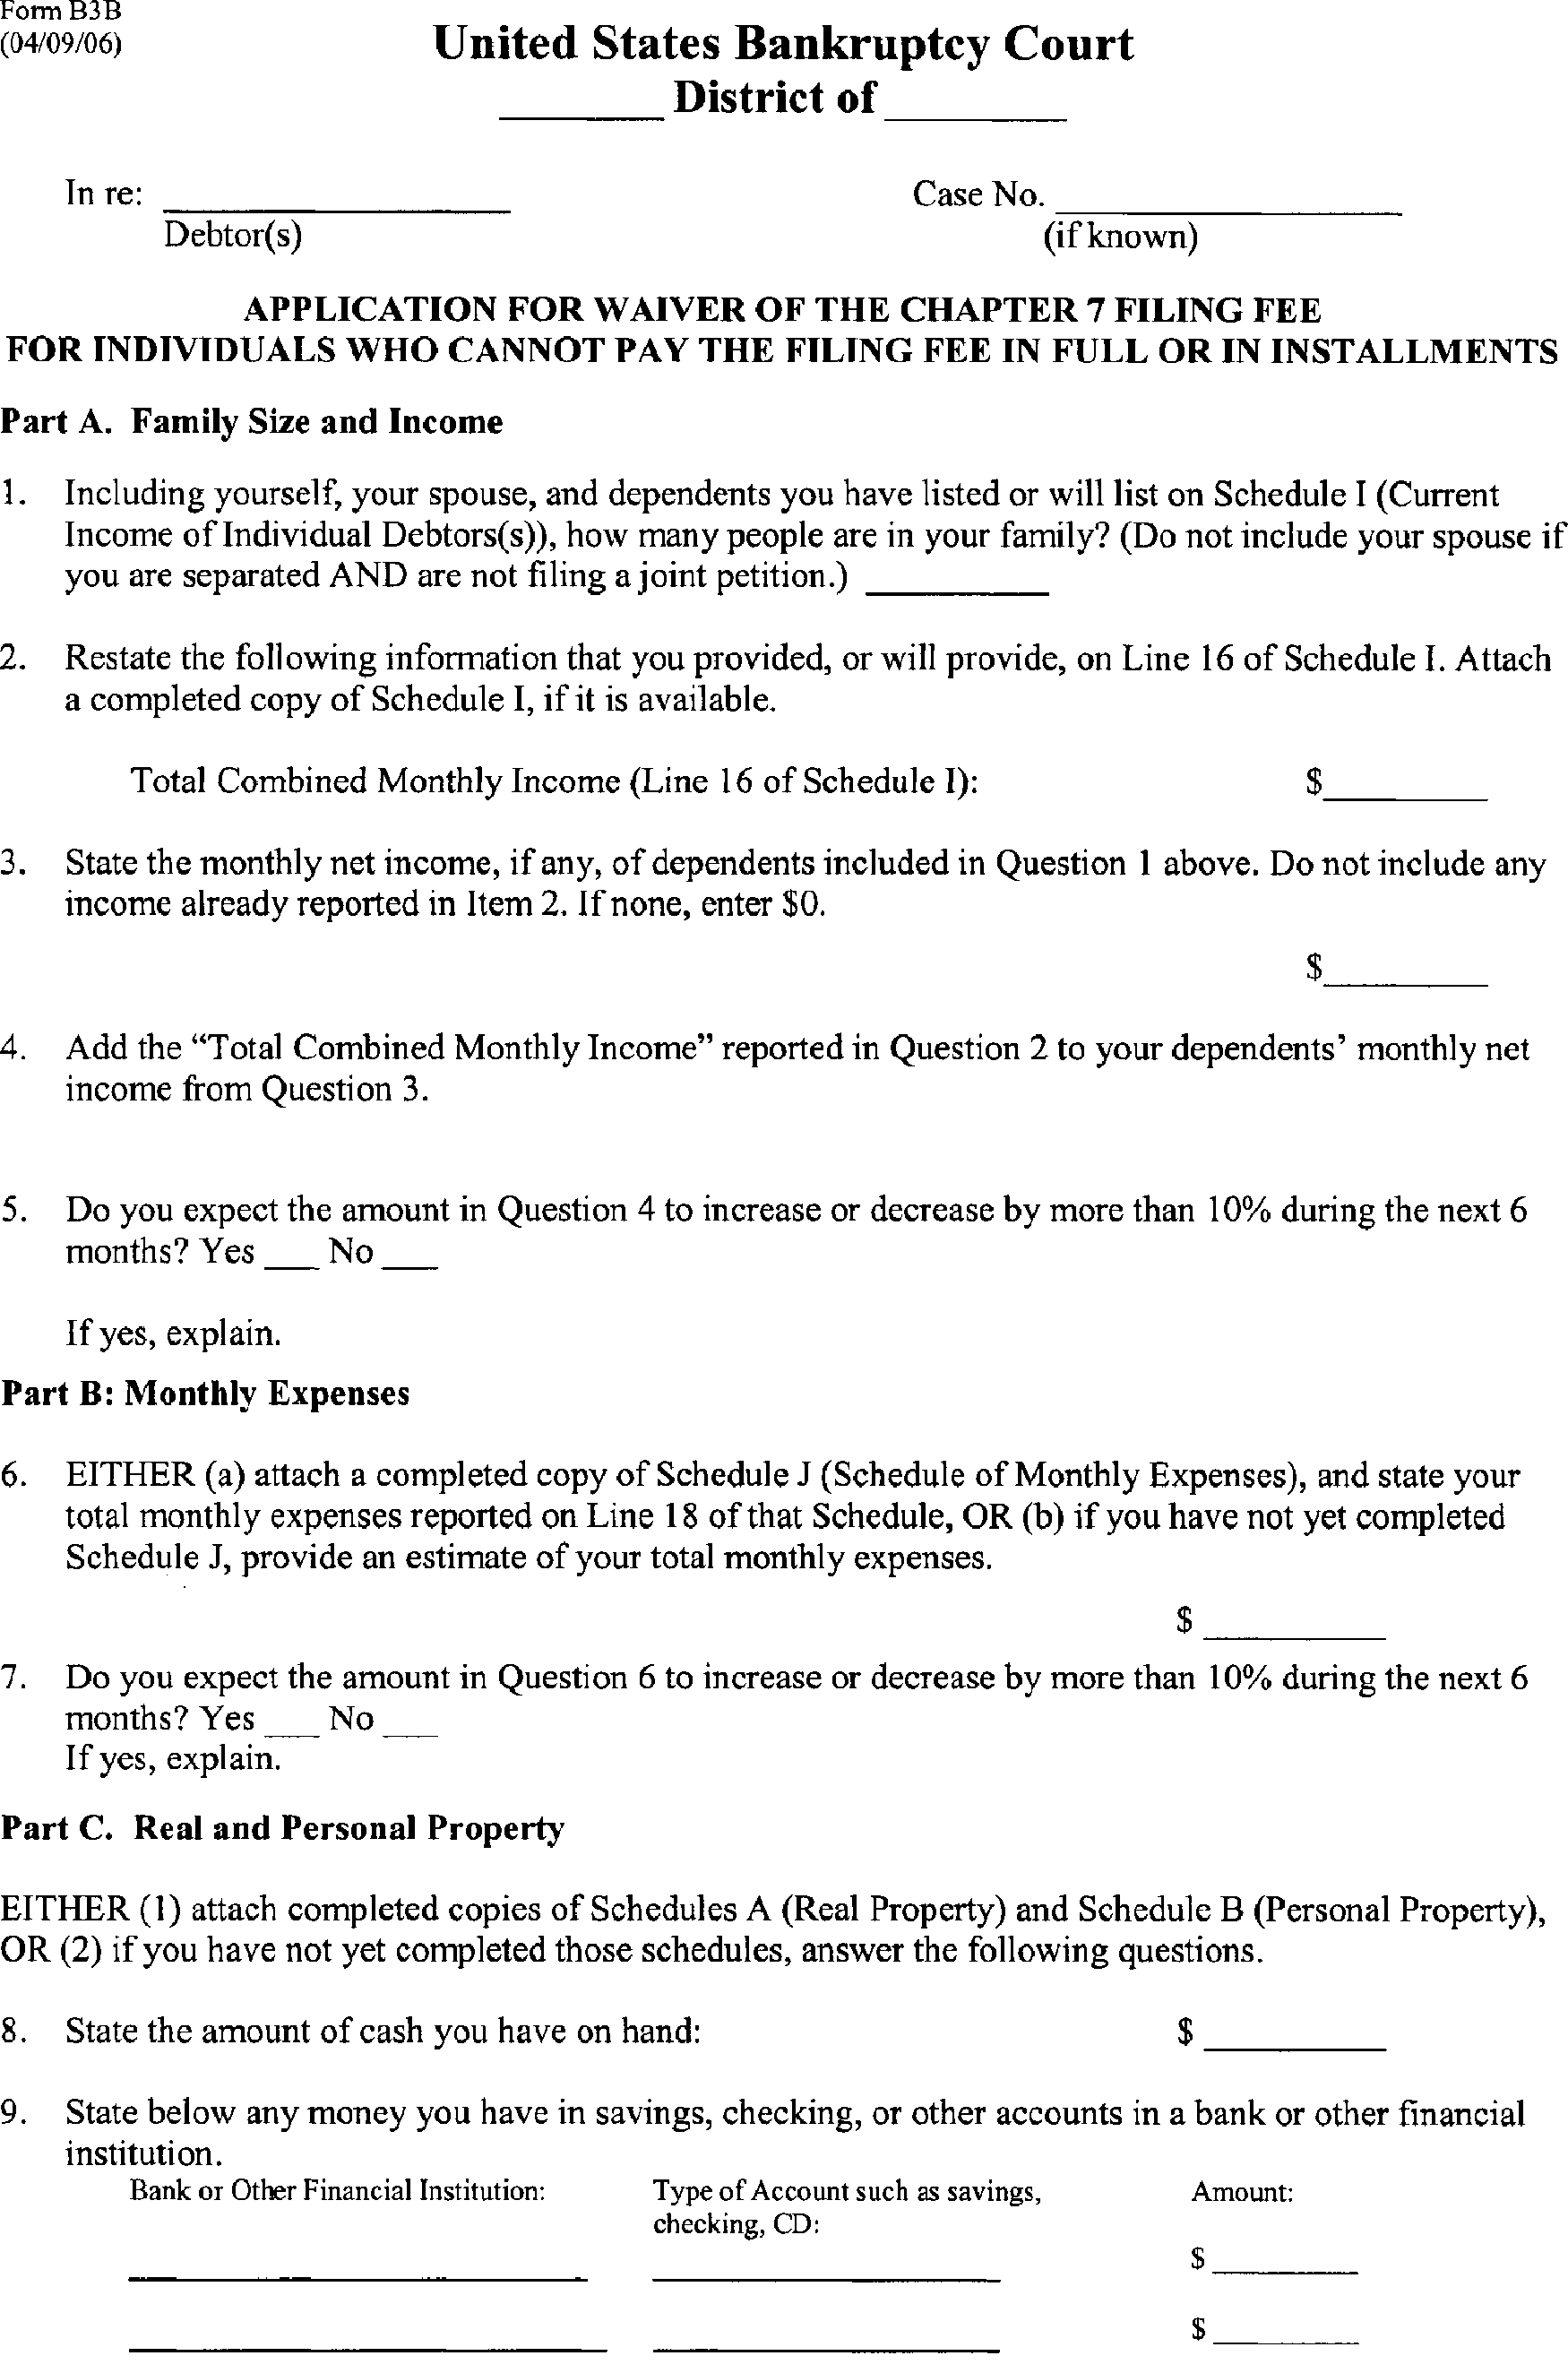 Form B3B
(04/09/06)
United States Bankruptcy Court
_______ District of _______
In re: _______ Case No. _______
Debtor(s) (if known)
APPLICATION FOR WAIVER OF THE CHAPTER 7 FILING FEE
FOR INDIVIDUALS WHO CANNOT PAY THE FILING FEE IN FULL OR IN INSTALLMENTS
Part A. Family Size and Income
1. Including yourself, your spouse, and dependents you have listed or will list on Schedule I (Current
Income of Individual Debtors(s)), how many people are in your family? (Do not include your spouse if
you are separated AND are not filing a joint petition.) _______
2. Restate the following information that you provided, or will provide, on Line 16 of Schedule I. Attach
a completed copy of Schedule I, if it is available.
Total Combined Monthly Income (Line 16 of Schedule I): $_______
3. State the monthly net income, if any, of dependents included in Question 1 above. Do not include any
income already reported in Item 2. If none, enter $0.
$_______
4. Add the “Total Combined Monthly Income” reported in Question 2 to your dependents’ monthly net
income from Question 3.
5. Do you expect the amount in Question 4 to increase or decrease by more than 10% during the next 6
months? Yes ___ No ___
If yes, explain.
Part B: Monthly Expenses
6. EITHER (a) attach a completed copy of Schedule J (Schedule of Monthly Expenses), and state your
total monthly expenses reported on Line 18 of that Schedule, OR (b) if you have not yet completed
Schedule J, provide an estimate of your total monthly expenses.
$ _______
7. Do you expect the amount in Question 6 to increase or decrease by more than 10% during the next 6
months? Yes ___ No ___
If yes, explain.
Part C. Real and Personal Property
EITHER (1) attach completed copies of Schedules A (Real Property) and Schedule B (Personal Property),
OR (2) if you have not yet completed those schedules, answer the following questions.
8. State the amount of cash you have on hand: $ _______
9. State below any money you have in savings, checking, or other accounts in a bank or other financial
institution.
Bank or Other Financial Institution: Type of Account such as savings, Amount:
checking, CD:
_______ _______ $_______
_______ _______ $_______